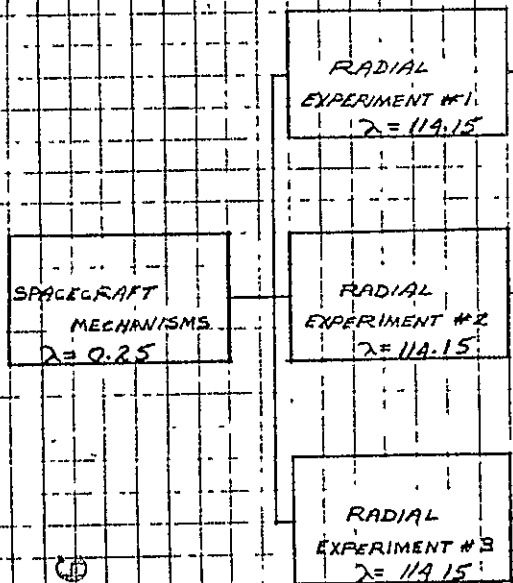 RADIAL
EXPERIMENT #1
λ= 114.15
SPACECRAFT
MECHANISMS
λ= 0.25
RADIAL
EXPERIMENT #2
λ= 114.15
RADIAL
EXPERIMENT #3
λ= 114.15